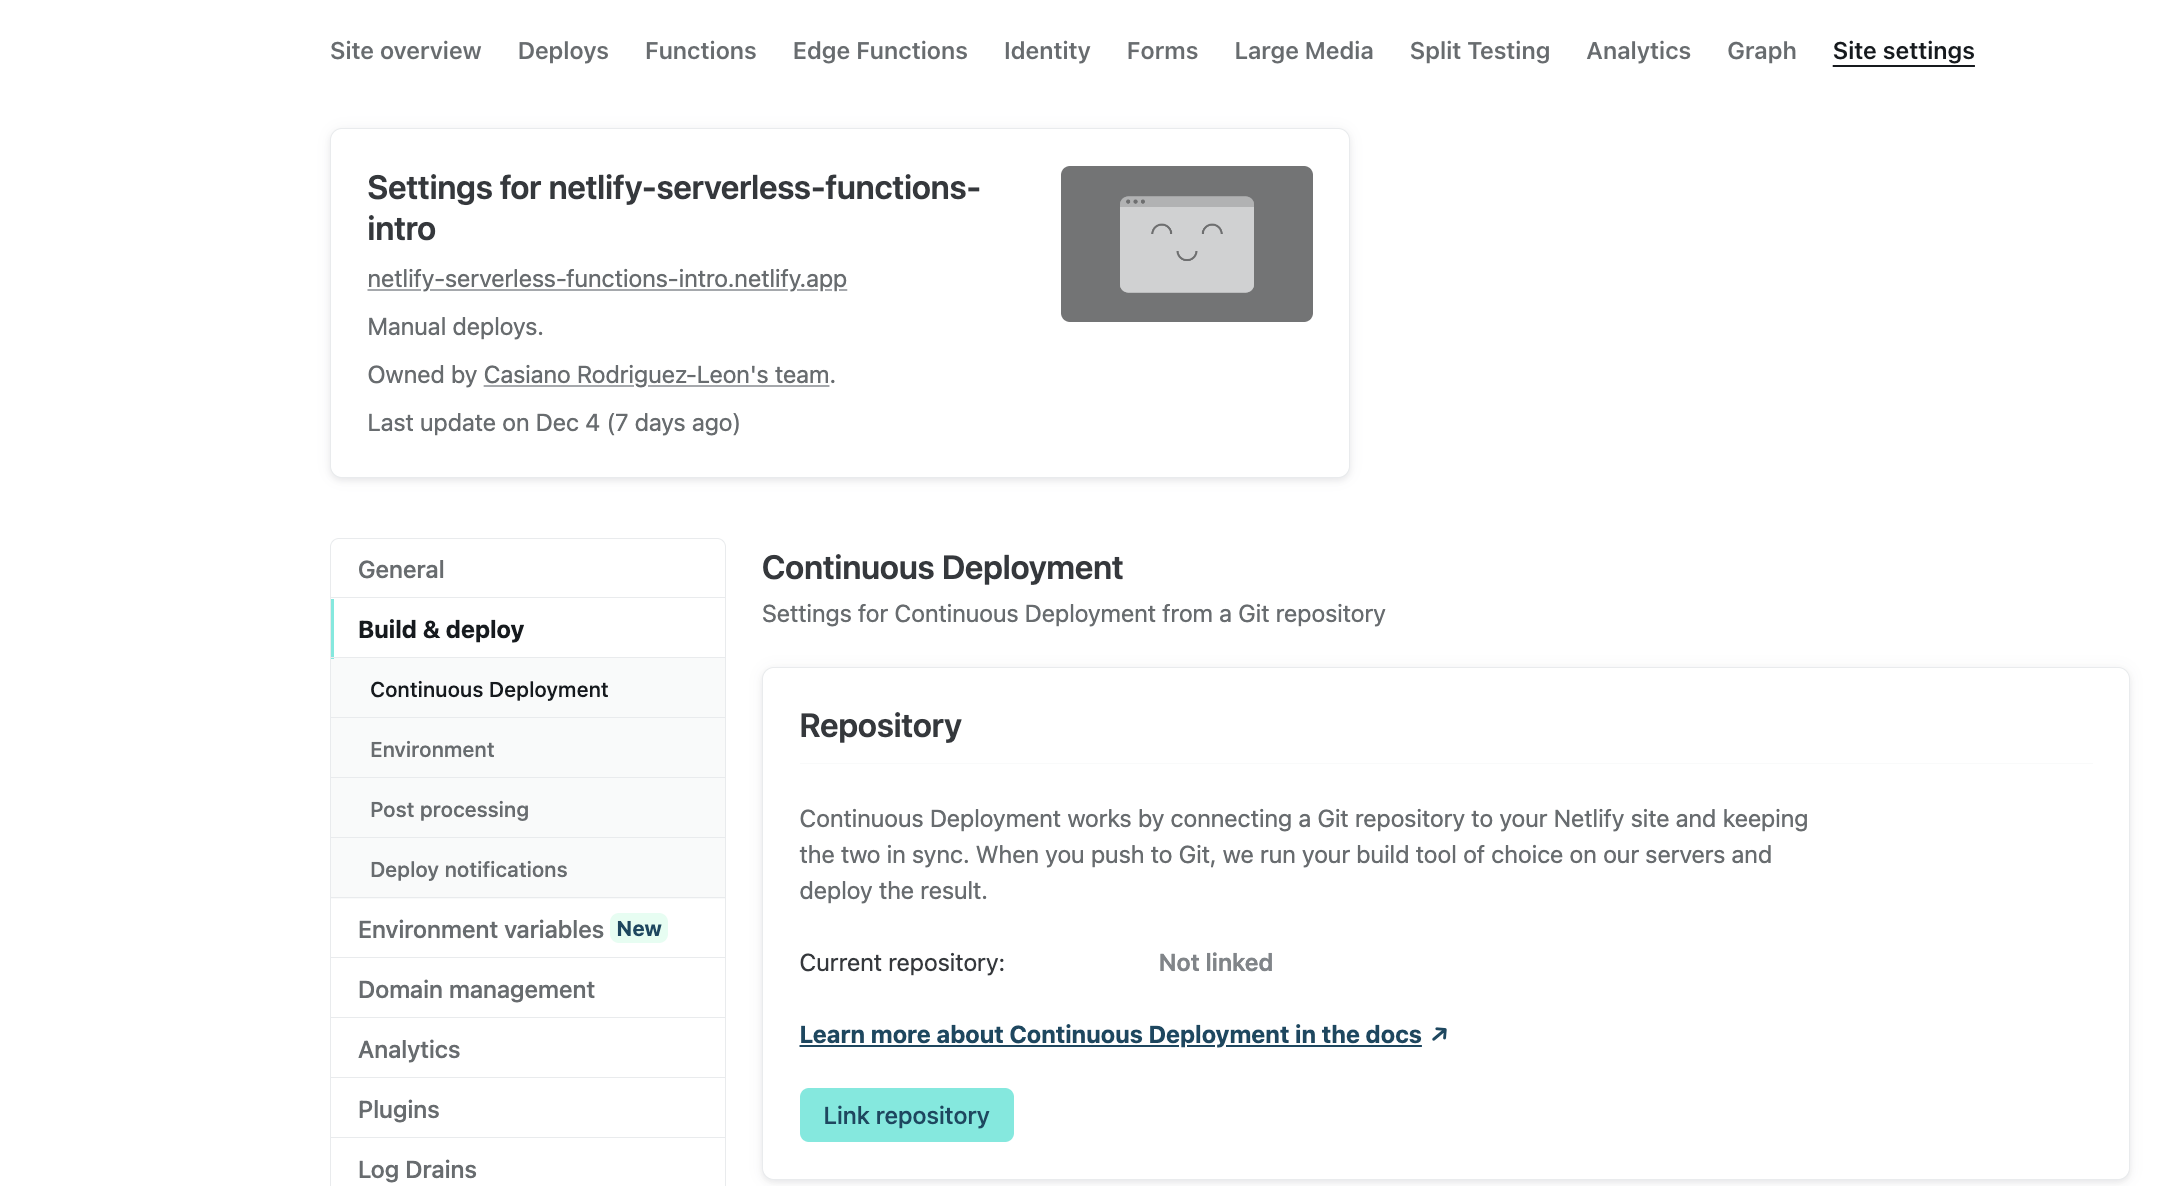 Site overview Deploys Functions Edge Functions Identity Forms Large Media Split Testing Analytics Graph Site settings
Settings for netlify-serverless-functions-
intro
netlify-serverless-functions-intro.netlify.app
Manual deploys.
Owned by Casiano Rodriguez-Leon's team.
Last update on Dec 4 (7 days ago)
General
Build & deploy
Continuous Deployment
Environment
Post processing
Deploy notifications
Environment variables New
Domain management
Analytics
Plugins
Log Drains
Continuous Deployment
Settings for Continuous Deployment from a Git repository
Repository
Continuous Deployment works by connecting a Git repository to your Netlify site and keeping
the two in sync. When you push to Git, we run your build tool of choice on our servers and
deploy the result.
Current repository: Not linked
Learn more about Continuous Deployment in the docs ↗
Link repository